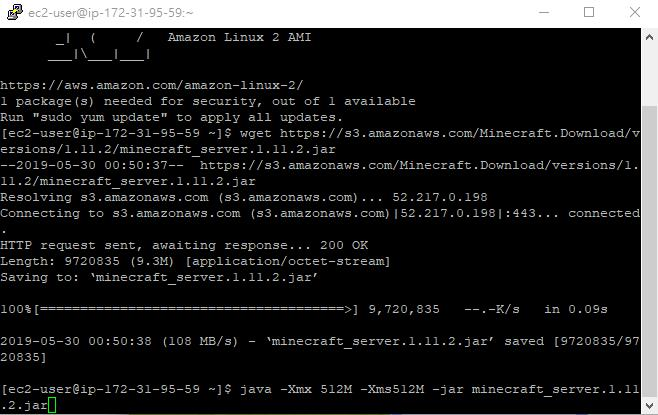 ec2-user@ip-172-31-95-59:~
_|  (     /   Amazon Linux 2 AMI
___|\___|___|
https://aws.amazon.com/amazon-linux-2/
1 package(s) needed for security, out of 1 available
Run "sudo yum update" to apply all updates.
[ec2-user@ip-172-31-95-59 ~]$ wget https://s3.amazonaws.com/Minecraft.Download/v
ersions/1.11.2/minecraft_server.1.11.2.jar
--2019-05-30 00:50:37--  https://s3.amazonaws.com/Minecraft.Download/versions/1.
11.2/minecraft_server.1.11.2.jar
Resolving s3.amazonaws.com (s3.amazonaws.com)... 52.217.0.198
Connecting to s3.amazonaws.com (s3.amazonaws.com)|52.217.0.198|:443... connected
.
HTTP request sent, awaiting response... 200 OK
Length: 9720835 (9.3M) [application/octet-stream]
Saving to: ‘minecraft_server.1.11.2.jar’
100%[======================================>] 9,720,835   --.-K/s   in 0.09s
2019-05-30 00:50:38 (108 MB/s) - ‘minecraft_server.1.11.2.jar’ saved [9720835/97
20835]
[ec2-user@ip-172-31-95-59 ~]$ java -Xmx 512M -Xms512M -jar minecraft_server.1.11
.2.jar